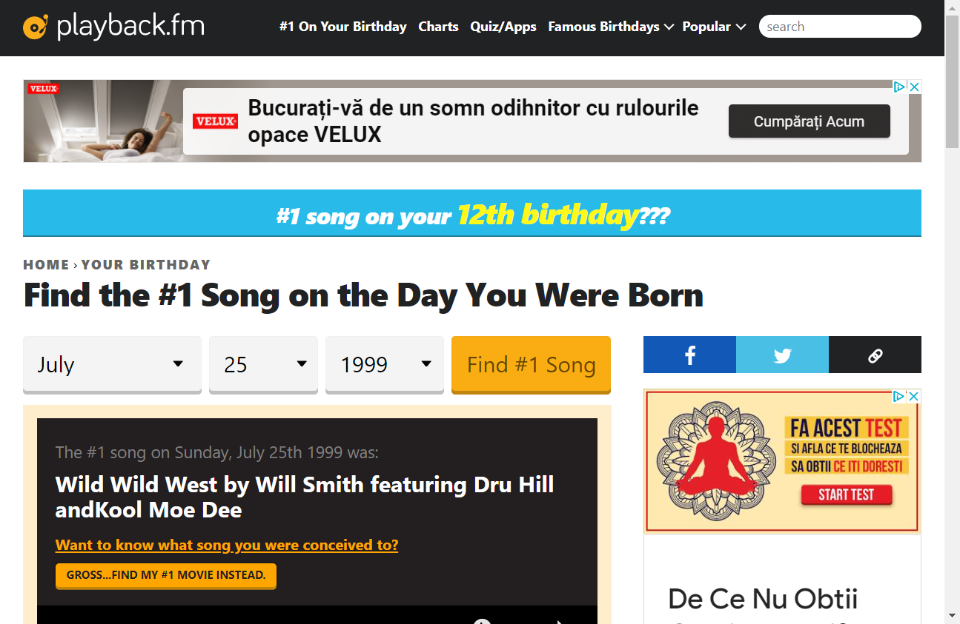 playback.fm
#1 On Your Birthday Charts Quiz/Apps Famous Birthdays Popular search
VELUX
VELUX
Bucurați-vă de un somn odihnitor cu rulourile
opace VELUX
Cumpărați Acum
#1 song on your 12th birthday???
HOME › YOUR BIRTHDAY
Find the #1 Song on the Day You Were Born
July 25 1999 Find #1 Song
The #1 song on Sunday, July 25th 1999 was:
Wild Wild West by Will Smith featuring Dru Hill
andKool Moe Dee
Want to know what song you were conceived to?
GROSS...FIND MY #1 MOVIE INSTEAD.
FA ACEST TEST
SI AFLA CE TE BLOCHEAZA
SA OBTII CE ITI DORESTI
START TEST
De Ce Nu Obtii